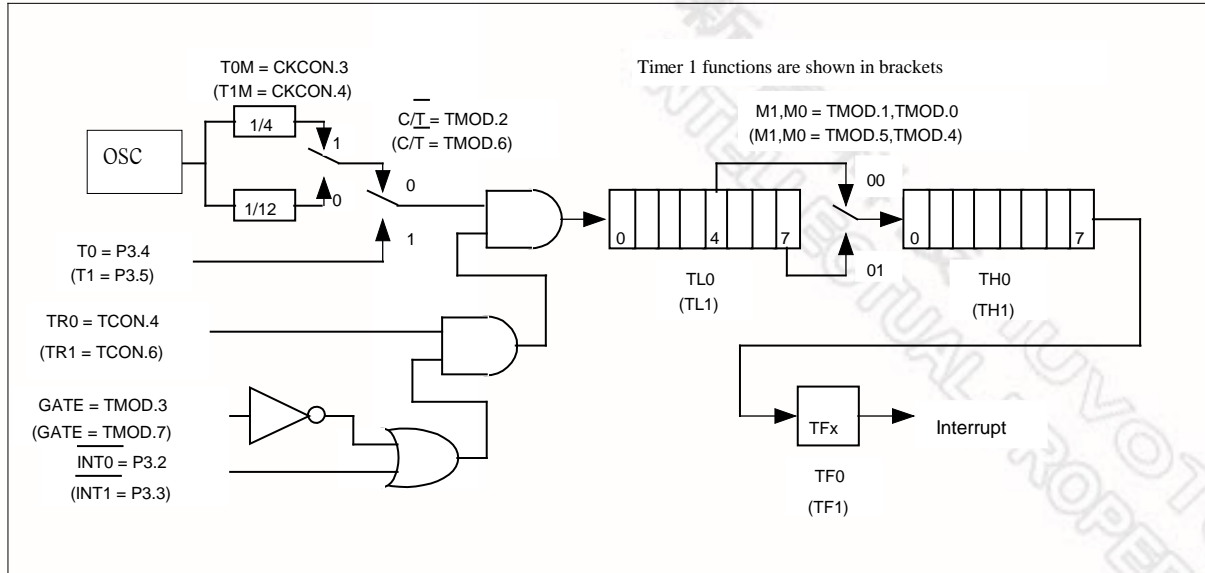 T0M = CKCON.3
(T1M = CKCON.4)
Timer 1 functions are shown in brackets
1/4
C/T̅ = TMOD.2
(C/T̅ = TMOD.6)
M1,M0 = TMOD.1,TMOD.0
(M1,M0 = TMOD.5,TMOD.4)
OSC
1
0
1/12
0
1
T0 = P3.4
(T1 = P3.5)
00
01
0 4 7
TL0
(TL1)
0 7
TH0
(TH1)
TR0 = TCON.4
(TR1 = TCON.6)
GATE = TMOD.3
(GATE = TMOD.7)
I̅N̅T̅0̅ = P3.2
(I̅N̅T̅1̅ = P3.3)
TFx
Interrupt
TF0
(TF1)